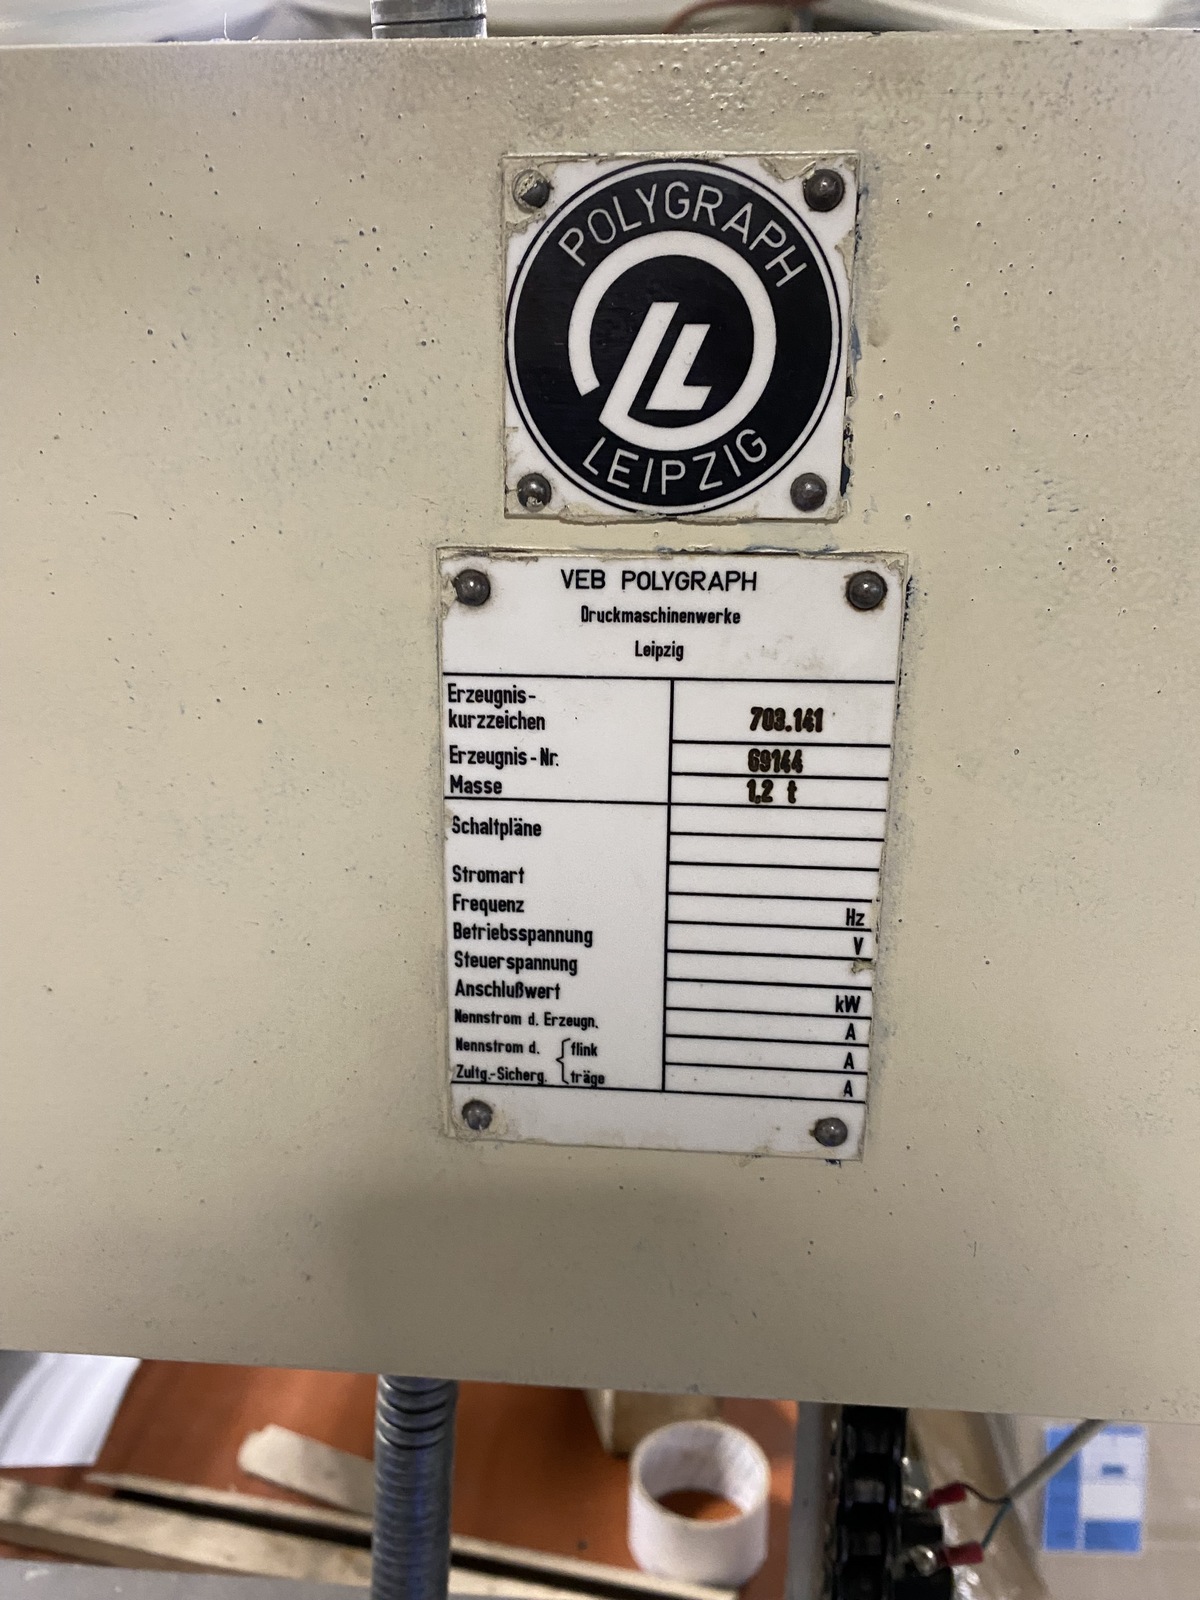 POLYGRAPH
LEIPZIG
VEB POLYGRAPH
Druckmaschinenwerke
Leipzig
Erzeugnis-
kurzzeichen 703.141
Erzeugnis-Nr. 69144
Masse 1,2 t
Schaltpläne
Stromart
Frequenz Hz
Betriebsspannung V
Steuerspannung
Anschlußwert kW
Nennstrom d. Erzeugn. A
Nennstrom d. { flink A
Zultg.-Sicherg. träge A